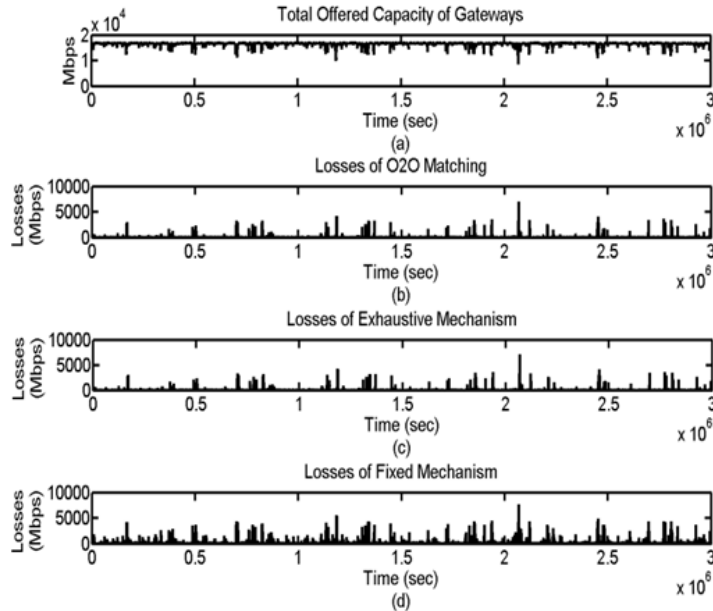 Total Offered Capacity of Gateways
x 10^4
Mbps
2
1
0
0 0.5 1 1.5 2 2.5 3
Time (sec)
x 10^6
(a)
Losses of O2O Matching
Losses
(Mbps)
10000
5000
0
0 0.5 1 1.5 2 2.5 3
Time (sec)
x 10^6
(b)
Losses of Exhaustive Mechanism
Losses
(Mbps)
10000
5000
0
0 0.5 1 1.5 2 2.5 3
Time (sec)
x 10^6
(c)
Losses of Fixed Mechanism
Losses
(Mbps)
10000
5000
0
0 0.5 1 1.5 2 2.5 3
Time (sec)
x 10^6
(d)